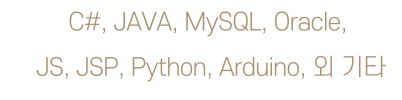 C#, JAVA, MySQL, Oracle,
JS, JSP, Python, Arduino, 외 기타